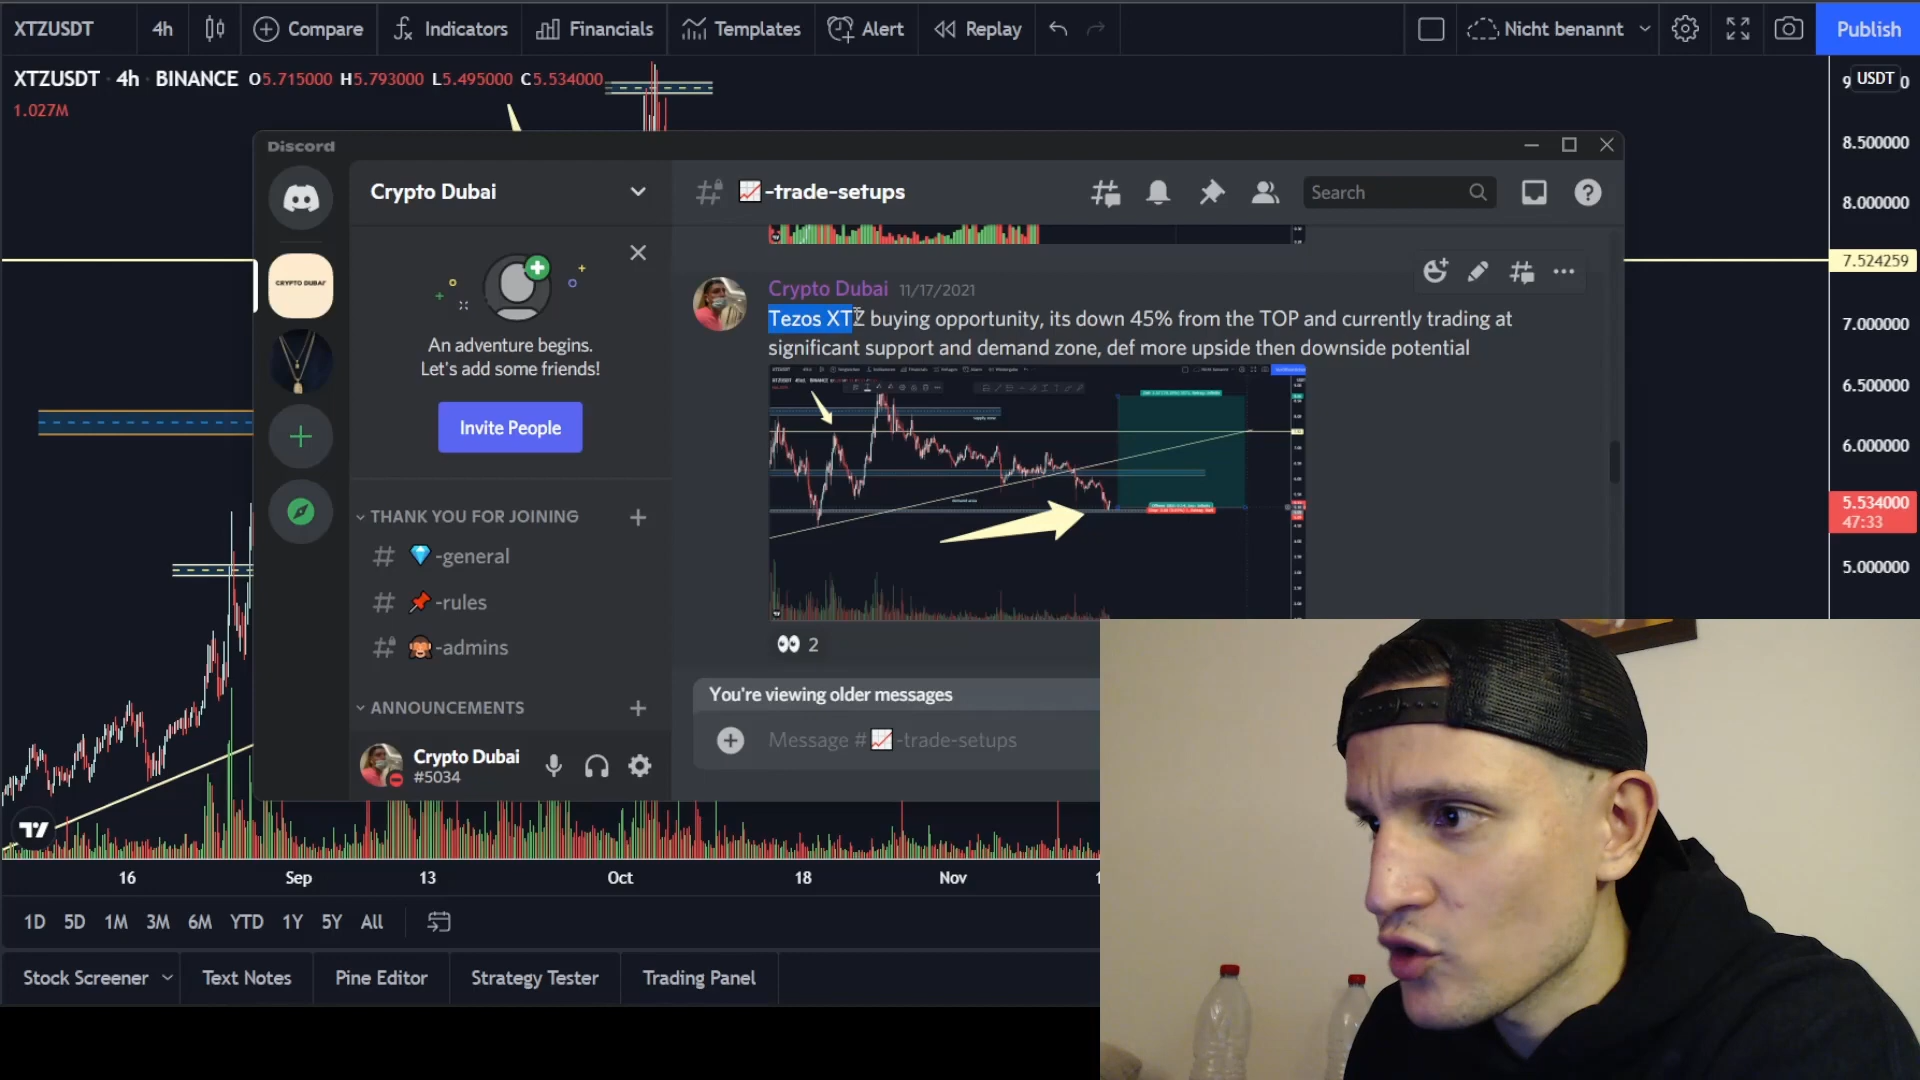 XTZUSDT 4h Compare Indicators Financials Templates Alert Replay Nicht benannt Publish
XTZUSDT · 4h · BINANCE O5.715000 H5.793000 L5.495000 C5.534000
1.027M
USDT
8.500000
8.000000
7.524259
7.000000
6.500000
6.000000
5.534000
47:33
5.000000
Discord
CRYPTO DUBAI
Crypto Dubai
An adventure begins.
Let's add some friends!
Invite People
THANK YOU FOR JOINING
-general
-rules
-admins
ANNOUNCEMENTS
Crypto Dubai
#5034
-trade-setups
Search
Crypto Dubai 11/17/2021
Tezos XTZ buying opportunity, its down 45% from the TOP and currently trading at
significant support and demand zone, def more upside then downside potential
2
You're viewing older messages
Message # -trade-setups
16 Sep 13 Oct 18 Nov
1D 5D 1M 3M 6M YTD 1Y 5Y All
Stock Screener Text Notes Pine Editor Strategy Tester Trading Panel